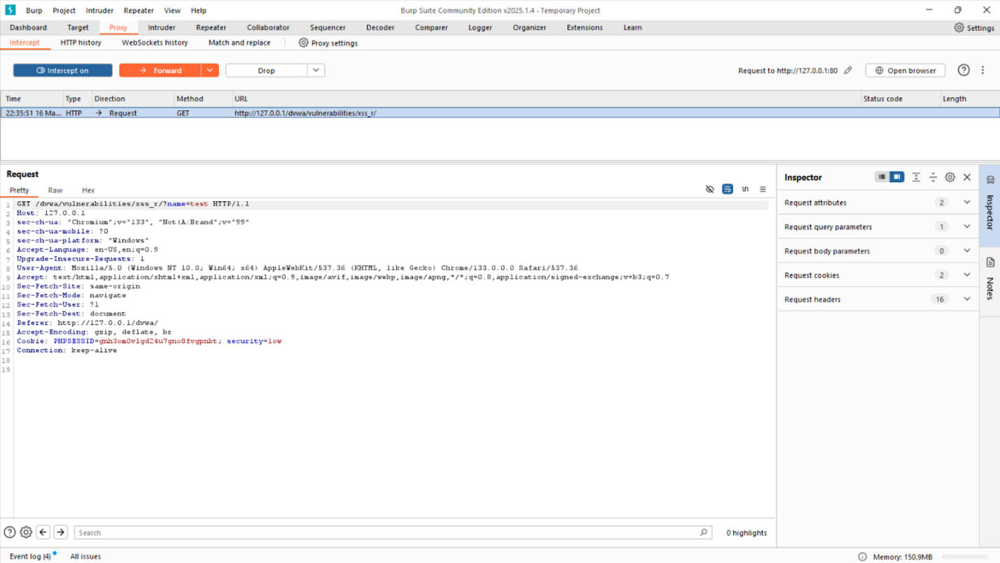 Burp Project Intruder Repeater View Help Burp Suite Community Edition v2025.1.4 - Temporary Project
Dashboard Target Proxy Intruder Repeater Collaborator Sequencer Decoder Comparer Logger Organizer Extensions Learn Settings
Intercept HTTP history WebSockets history Match and replace Proxy settings
Intercept on Forward Drop Request to http://127.0.0.1:80 Open browser
Time Type Direction Method URL Status code Length
22:35:51 16 Ma... HTTP → Request GET http://127.0.0.1/dvwa/vulnerabilities/xss_r/
Request
Pretty Raw Hex \n
1 GET /dvwa/vulnerabilities/xss_r/?name=test HTTP/1.1
2 Host: 127.0.0.1
3 sec-ch-ua: "Chromium";v="133", "Not(A:Brand";v="99"
4 sec-ch-ua-mobile: ?0
5 sec-ch-ua-platform: "Windows"
6 Accept-Language: en-US,en;q=0.9
7 Upgrade-Insecure-Requests: 1
8 User-Agent: Mozilla/5.0 (Windows NT 10.0; Win64; x64) AppleWebKit/537.36 (KHTML, like Gecko) Chrome/133.0.0.0 Safari/537.36
9 Accept: text/html,application/xhtml+xml,application/xml;q=0.9,image/avif,image/webp,image/apng,*/*;q=0.8,application/signed-exchange;v=b3;q=0.7
10 Sec-Fetch-Site: same-origin
11 Sec-Fetch-Mode: navigate
12 Sec-Fetch-User: ?1
13 Sec-Fetch-Dest: document
14 Referer: http://127.0.0.1/dvwa/
15 Accept-Encoding: gzip, deflate, br
16 Cookie: PHPSESSID=gnh3om0vlgd24u7gno8fvgpnbt; security=low
17 Connection: keep-alive
18
19
Inspector
Request attributes 2
Request query parameters 1
Request body parameters 0
Request cookies 2
Request headers 16
Inspector
Notes
Search 0 highlights
Event log (4) All issues Memory: 150.9MB